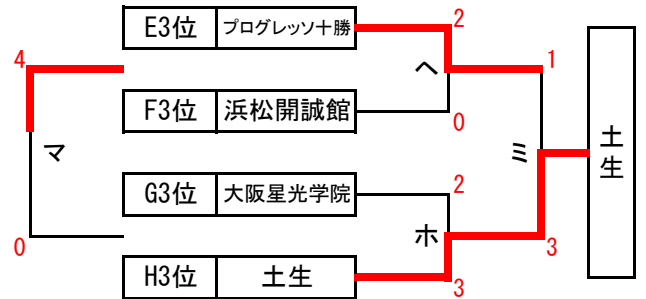 E3位 プログレッソ十勝 2
4 ヘ 1
F3位 浜松開誠館 0
マ ミ 土生
G3位 大阪星光学院 2
0 ホ 3
H3位 土生 3